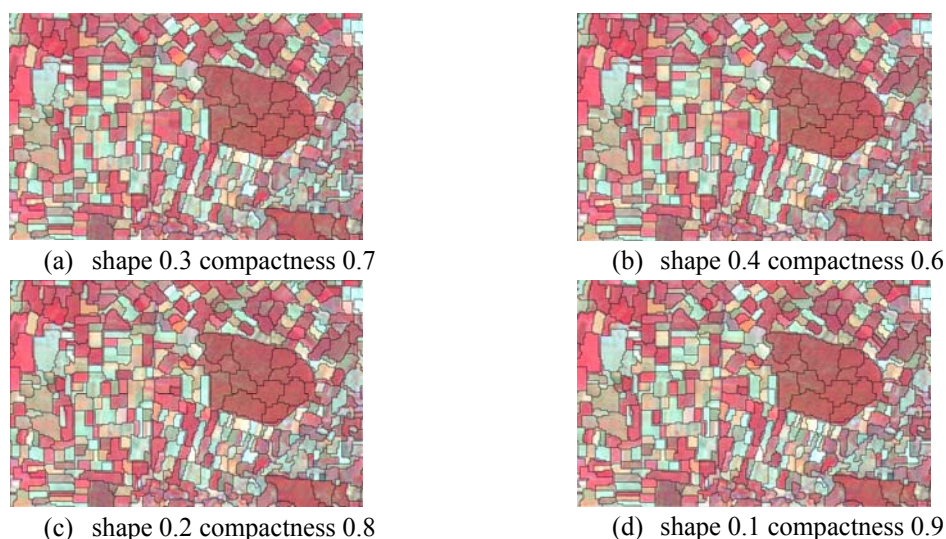 (a) shape 0.3 compactness 0.7
(b) shape 0.4 compactness 0.6
(c) shape 0.2 compactness 0.8
(d) shape 0.1 compactness 0.9